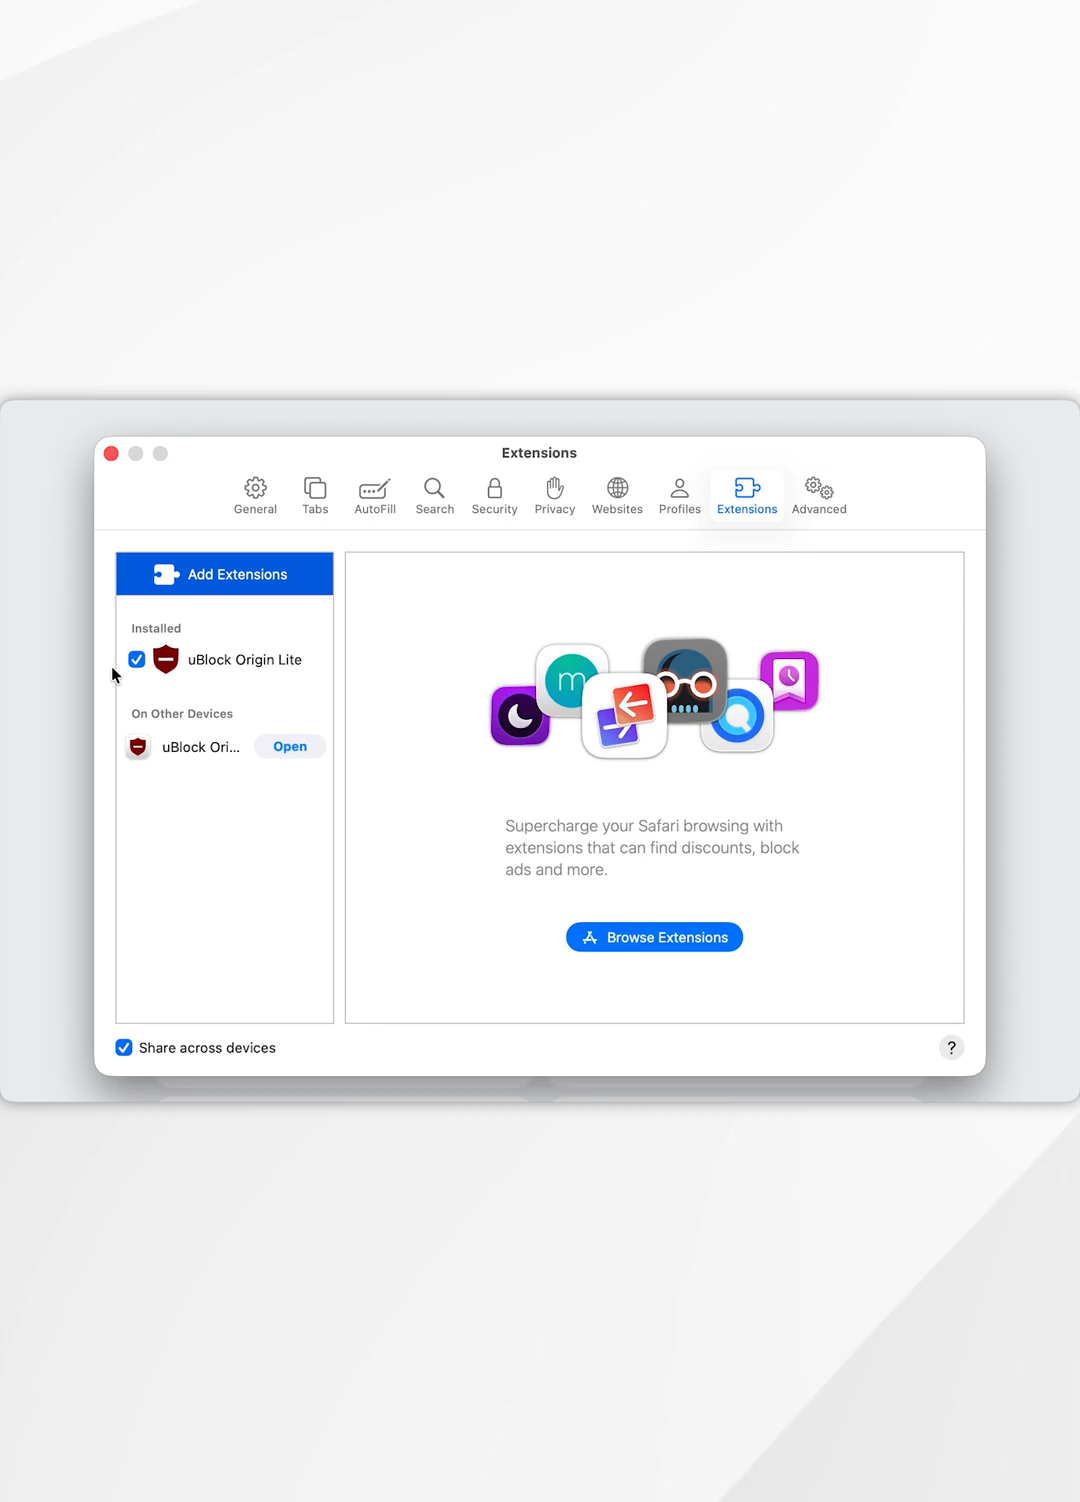 Extensions
General
Tabs
AutoFill
Search
Security
Privacy
Websites
Profiles
Extensions
Advanced
Add Extensions
Installed
uBlock Origin Lite
On Other Devices
uBlock Ori...
Open
m
Supercharge your Safari browsing with
extensions that can find discounts, block
ads and more.
Browse Extensions
Share across devices
?